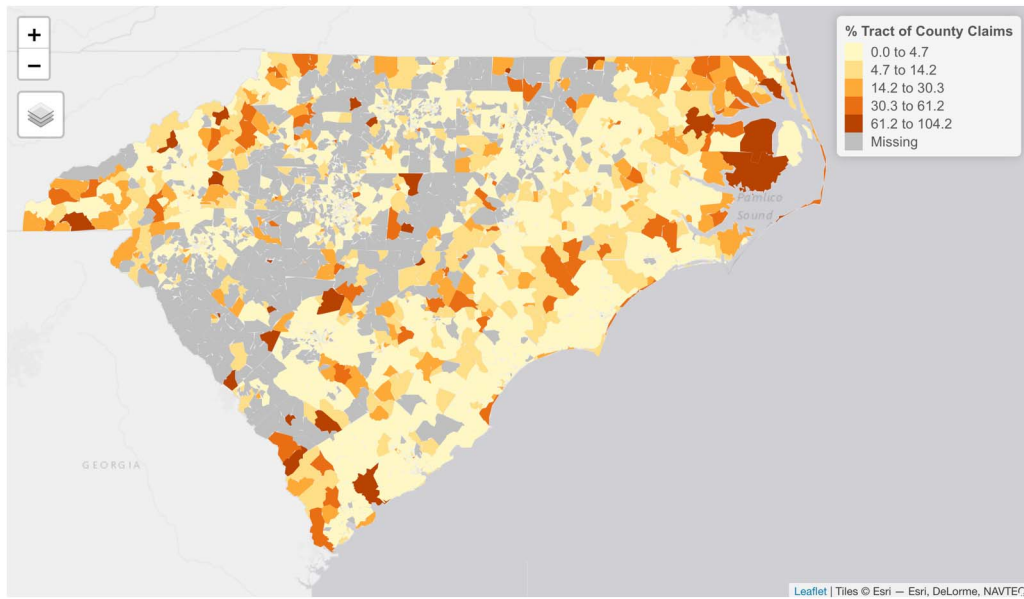 +
−
% Tract of County Claims
0.0 to 4.7
4.7 to 14.2
14.2 to 30.3
30.3 to 61.2
61.2 to 104.2
Missing
Pamlico
Sound
GEORGIA
Leaflet | Tiles © Esri — Esri, DeLorme, NAVTEQ